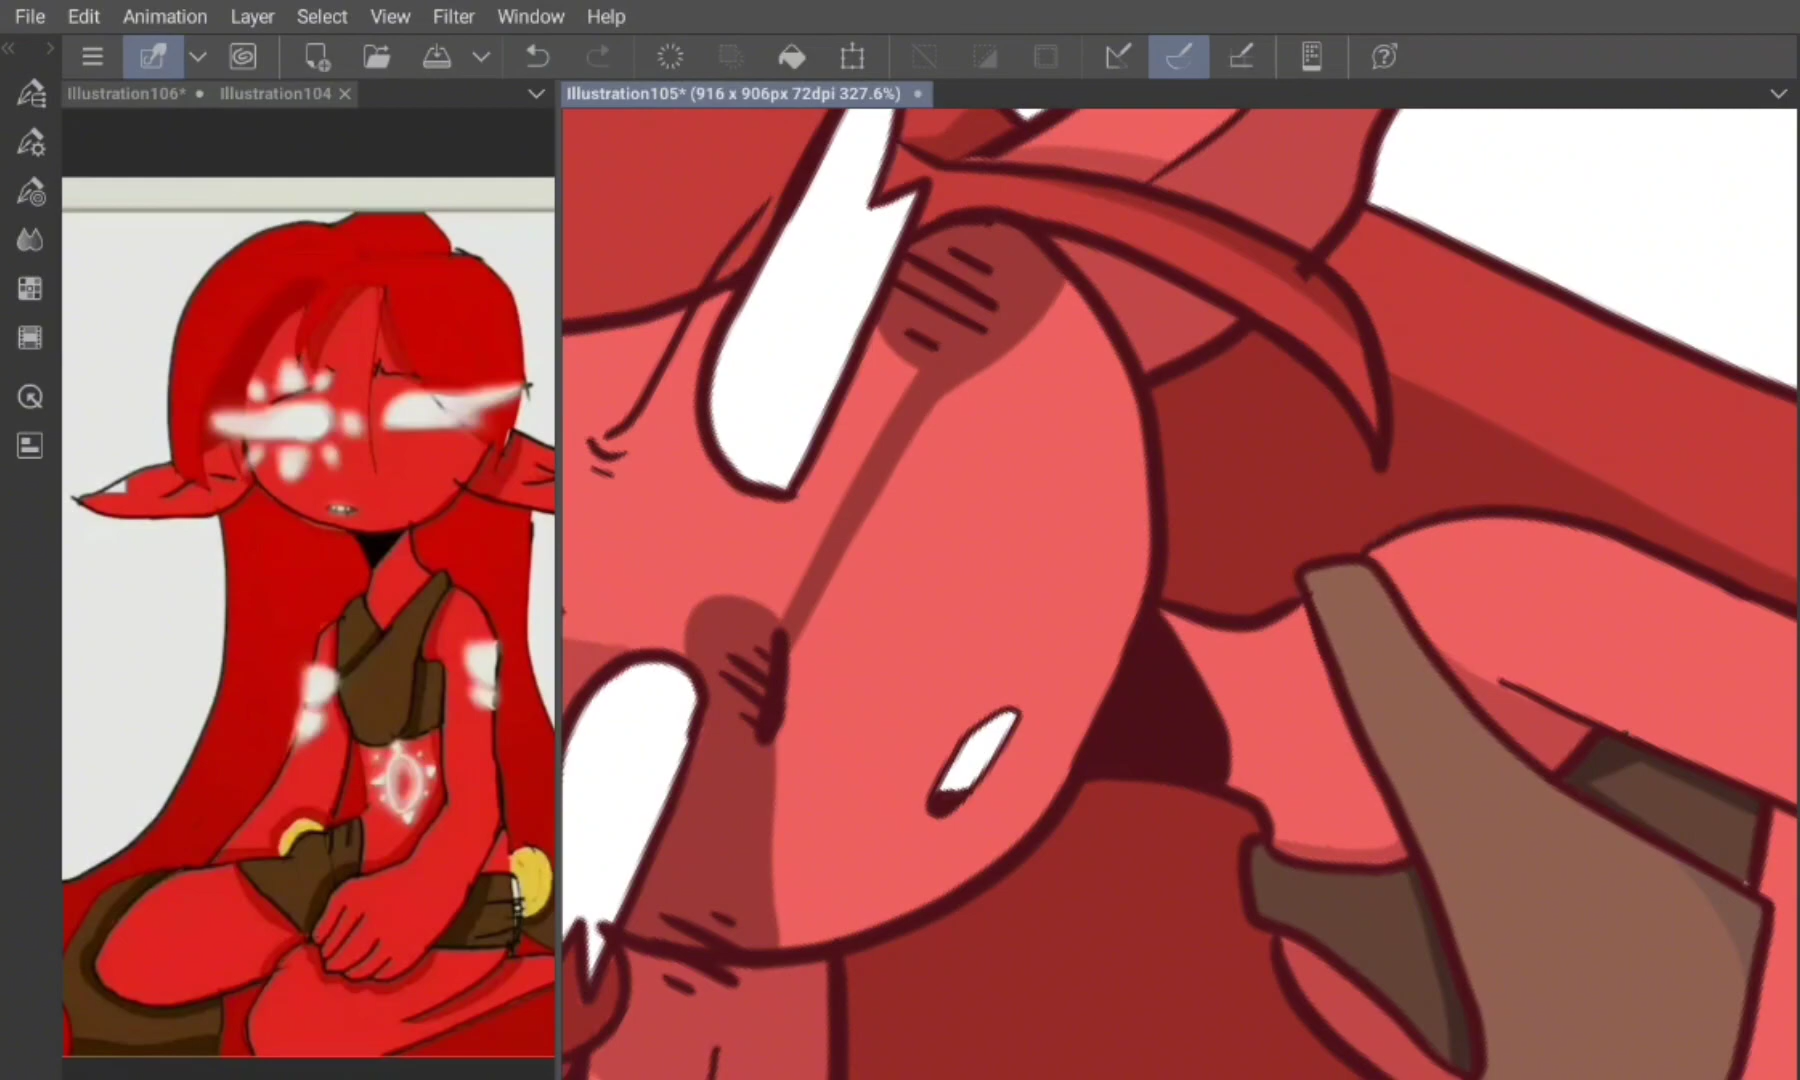 File Edit Animation Layer Select View Filter Window Help
Illustration106* Illustration104 Illustration105* (916 x 906px 72dpi 327.6%)